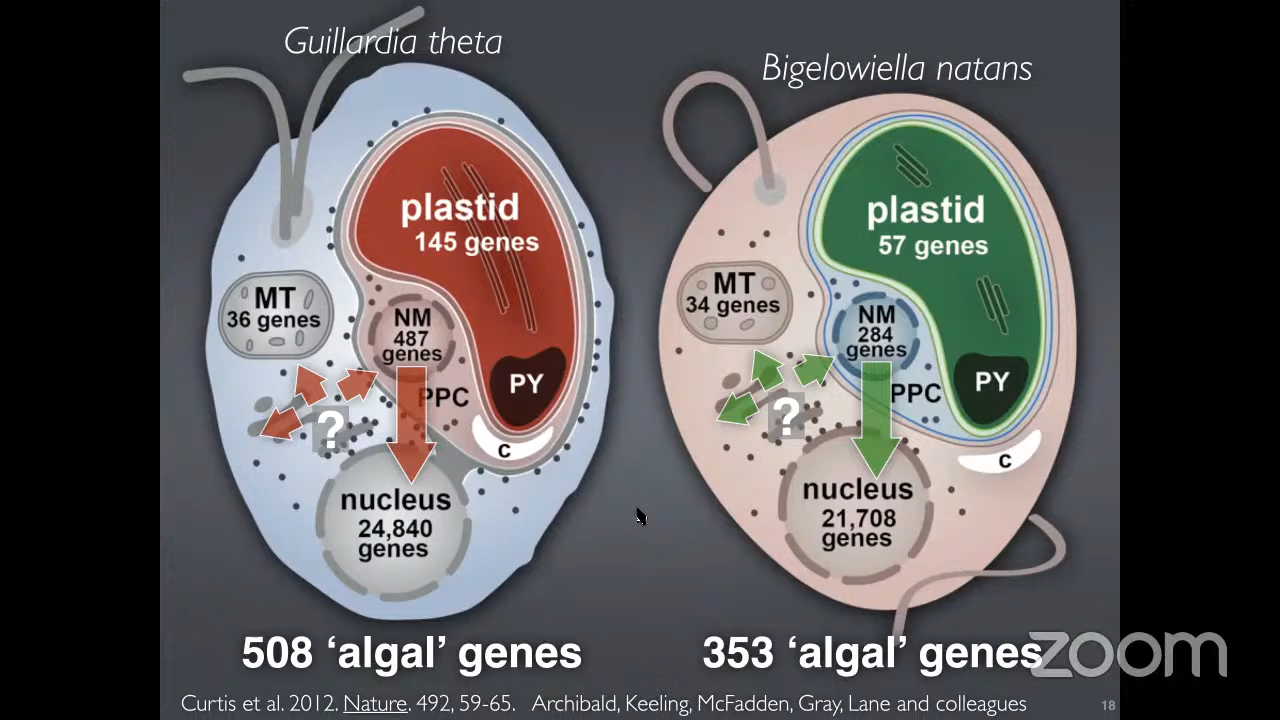 Guillardia theta
Bigelowiella natans
plastid
145 genes
MT
36 genes
NM
487
genes
PPC
PY
?
C
nucleus
24,840
genes
plastid
57 genes
MT
34 genes
NM
284
genes
PPC
PY
?
C
nucleus
21,708
genes
508 ‘algal’ genes
353 ‘algal’ genes
zoom
Curtis et al. 2012. Nature. 492, 59-65. Archibald, Keeling, McFadden, Gray, Lane and colleagues
18